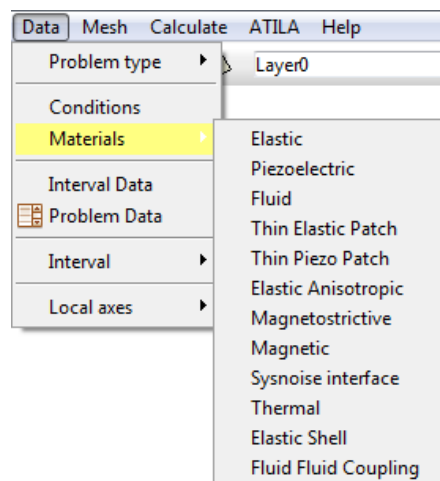 Data Mesh Calculate ATILA Help
Problem type
Layer0
Conditions
Materials
Interval Data
Problem Data
Interval
Local axes
Elastic
Piezoelectric
Fluid
Thin Elastic Patch
Thin Piezo Patch
Elastic Anisotropic
Magnetostrictive
Magnetic
Sysnoise interface
Thermal
Elastic Shell
Fluid Fluid Coupling